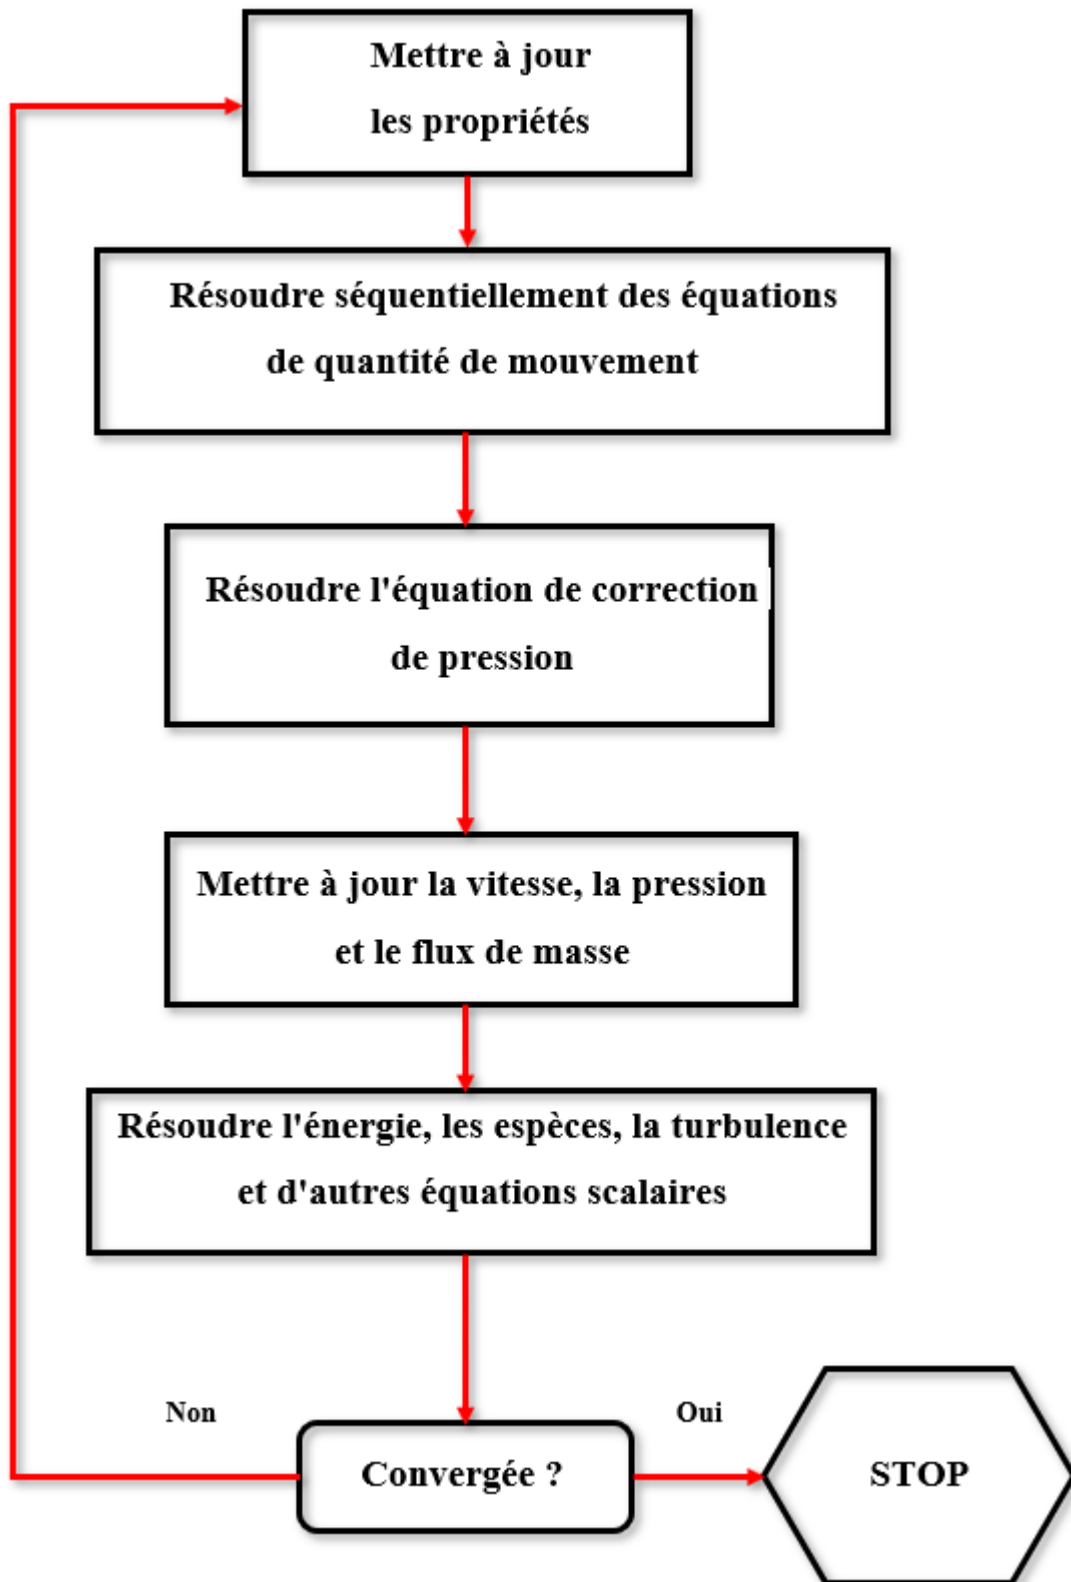 Mettre à jour
les propriétés
Résoudre séquentiellement des équations
de quantité de mouvement
Résoudre l'équation de correction
de pression
Mettre à jour la vitesse, la pression
et le flux de masse
Résoudre l'énergie, les espèces, la turbulence
et d'autres équations scalaires
Non
Oui
Convergée ?
STOP